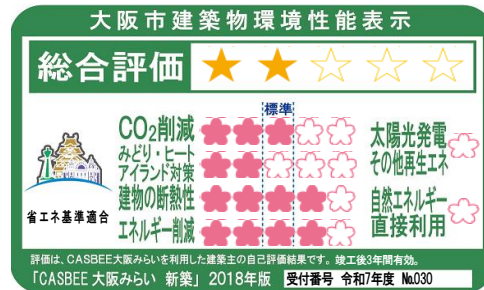 大阪市建築物環境性能表示
総合評価
標準
CO2削減
みどり・ヒート
アイランド対策
建物の断熱性
エネルギー削減
太陽光発電
その他再生エネ
自然エネルギー
直接利用
省エネ基準適合
評価は、CASBEE大阪みらいを利用した建築主の自己評価結果です。竣工後3年間有効。
「CASBEE大阪みらい 新築」2018年版 受付番号 令和7年度 No.030